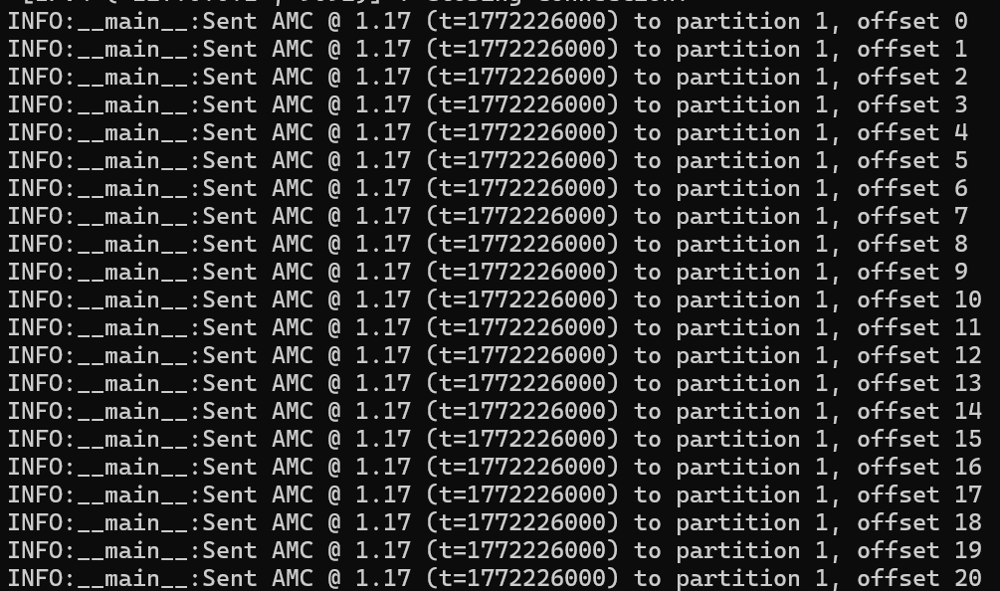 INFO:__main__:Sent AMC @ 1.17 (t=1772226000) to partition 1, offset 0
INFO:__main__:Sent AMC @ 1.17 (t=1772226000) to partition 1, offset 1
INFO:__main__:Sent AMC @ 1.17 (t=1772226000) to partition 1, offset 2
INFO:__main__:Sent AMC @ 1.17 (t=1772226000) to partition 1, offset 3
INFO:__main__:Sent AMC @ 1.17 (t=1772226000) to partition 1, offset 4
INFO:__main__:Sent AMC @ 1.17 (t=1772226000) to partition 1, offset 5
INFO:__main__:Sent AMC @ 1.17 (t=1772226000) to partition 1, offset 6
INFO:__main__:Sent AMC @ 1.17 (t=1772226000) to partition 1, offset 7
INFO:__main__:Sent AMC @ 1.17 (t=1772226000) to partition 1, offset 8
INFO:__main__:Sent AMC @ 1.17 (t=1772226000) to partition 1, offset 9
INFO:__main__:Sent AMC @ 1.17 (t=1772226000) to partition 1, offset 10
INFO:__main__:Sent AMC @ 1.17 (t=1772226000) to partition 1, offset 11
INFO:__main__:Sent AMC @ 1.17 (t=1772226000) to partition 1, offset 12
INFO:__main__:Sent AMC @ 1.17 (t=1772226000) to partition 1, offset 13
INFO:__main__:Sent AMC @ 1.17 (t=1772226000) to partition 1, offset 14
INFO:__main__:Sent AMC @ 1.17 (t=1772226000) to partition 1, offset 15
INFO:__main__:Sent AMC @ 1.17 (t=1772226000) to partition 1, offset 16
INFO:__main__:Sent AMC @ 1.17 (t=1772226000) to partition 1, offset 17
INFO:__main__:Sent AMC @ 1.17 (t=1772226000) to partition 1, offset 18
INFO:__main__:Sent AMC @ 1.17 (t=1772226000) to partition 1, offset 19
INFO:__main__:Sent AMC @ 1.17 (t=1772226000) to partition 1, offset 20